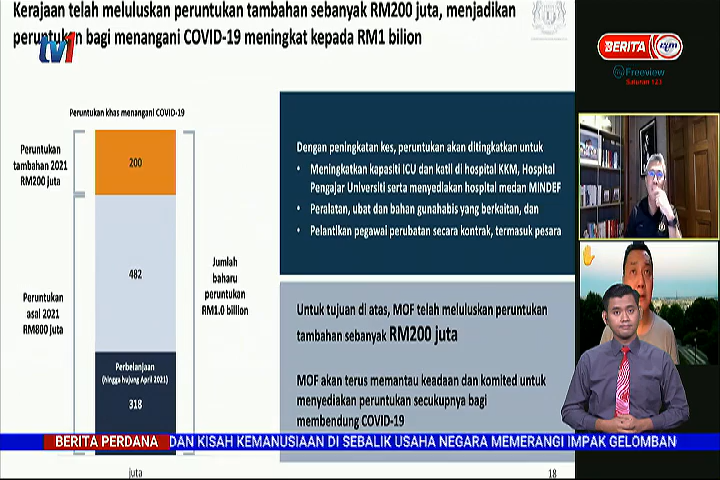 Kerajaan telah meluluskan peruntukan tambahan sebanyak RM200 juta, menjadikan
peruntukan bagi menangani COVID-19 meningkat kepada RM1 bilion
tv1
BERITA rtm
Freeview
Saluran 123
Peruntukan khas menangani COVID-19
Peruntukan
tambahan 2021
RM200 juta
200
482
Peruntukan
asal 2021
RM800 juta
Jumlah
baharu
peruntukan
RM1.0 billion
Perbelanjaan
(hingga hujung April 2021)
318
juta
Dengan peningkatan kes, peruntukan akan ditingkatkan untuk
• Meningkatkan kapasiti ICU dan katil di hospital KKM, Hospital
Pengajar Universiti serta menyediakan hospital medan MINDEF
• Peralatan, ubat dan bahan gunahabis yang berkaitan, dan
• Pelantikan pegawai perubatan secara kontrak, termasuk pesara
Untuk tujuan di atas, MOF telah meluluskan peruntukan
tambahan sebanyak RM200 juta
MOF akan terus memantau keadaan dan komited untuk
menyediakan peruntukan secukupnya bagi
membendung COVID-19
BERITA PERDANA DAN KISAH KEMANUSIAAN DI SEBALIK USAHA NEGARA MEMERANGI IMPAK GELOMBAN
18